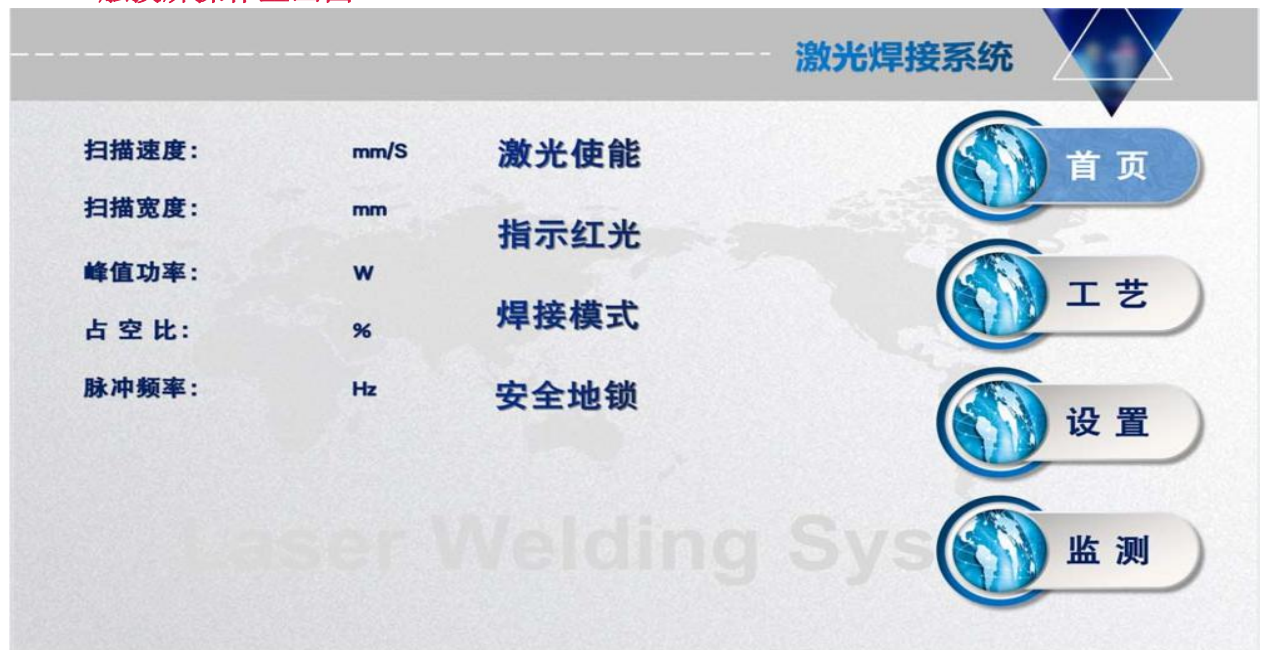 激光焊接系统
扫描速度： mm/S
激光使能
首页
扫描宽度： mm
指示红光
峰值功率： W
工艺
焊接模式
占空比： %
脉冲频率： Hz
安全地锁
设置
Laser Welding Sys
监测